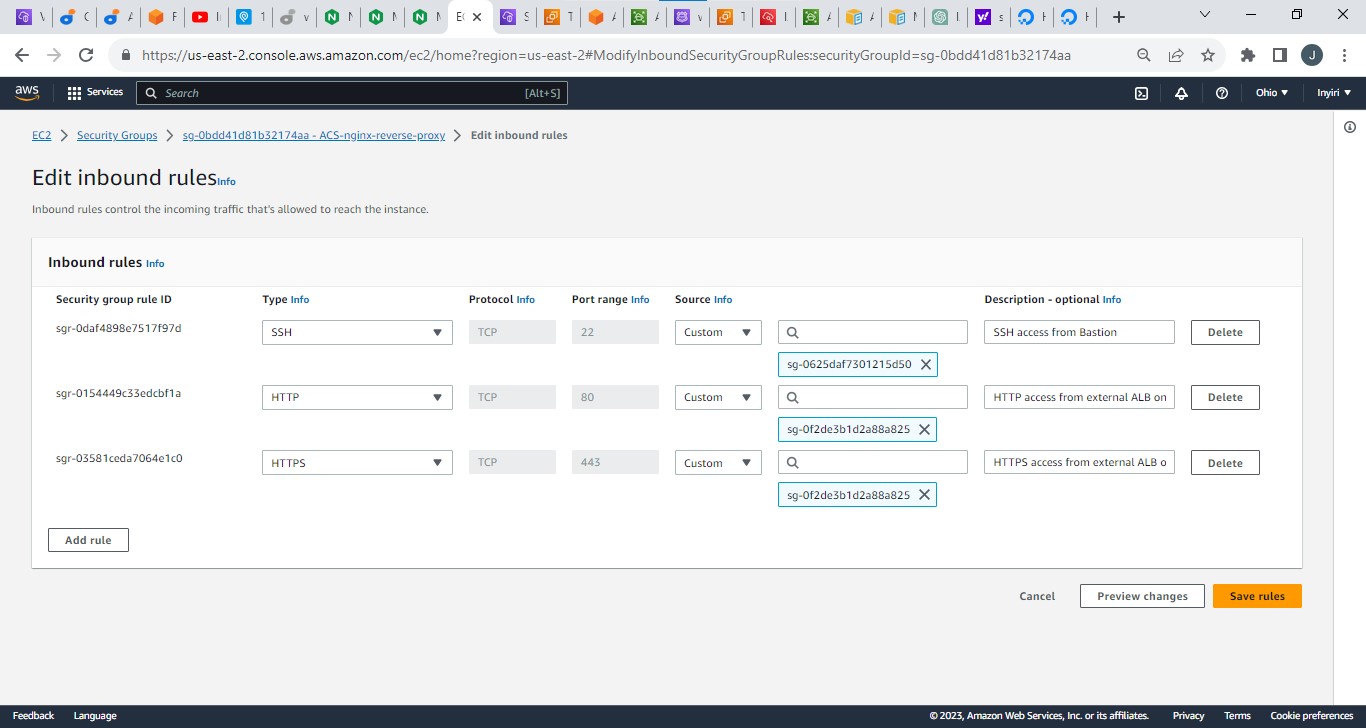 https://us-east-2.console.aws.amazon.com/ec2/home?region=us-east-2#ModifyInboundSecurityGroupRules:securityGroupId=sg-0bdd41d81b32174aa
J
aws
Services
Search
[Alt+S]
Ohio
Inyiri
EC2
Security Groups
sg-0bdd41d81b32174aa - ACS-nginx-reverse-proxy
Edit inbound rules
Edit inbound rules Info
Inbound rules control the incoming traffic that's allowed to reach the instance.
Inbound rules Info
Security group rule ID
Type Info
Protocol Info
Port range Info
Source Info
Description - optional Info
sgr-0daf4898e7517f97d
SSH
TCP
22
Custom
SSH access from Bastion
Delete
sg-0625daf7301215d50
sgr-0154449c33edcbf1a
HTTP
TCP
80
Custom
HTTP access from external ALB on
Delete
sg-0f2de3b1d2a88a825
sgr-03581ceda7064e1c0
HTTPS
TCP
443
Custom
HTTPS access from external ALB o
Delete
sg-0f2de3b1d2a88a825
Add rule
Cancel
Preview changes
Save rules
Feedback
Language
© 2023, Amazon Web Services, Inc. or its affiliates.
Privacy
Terms
Cookie preferences